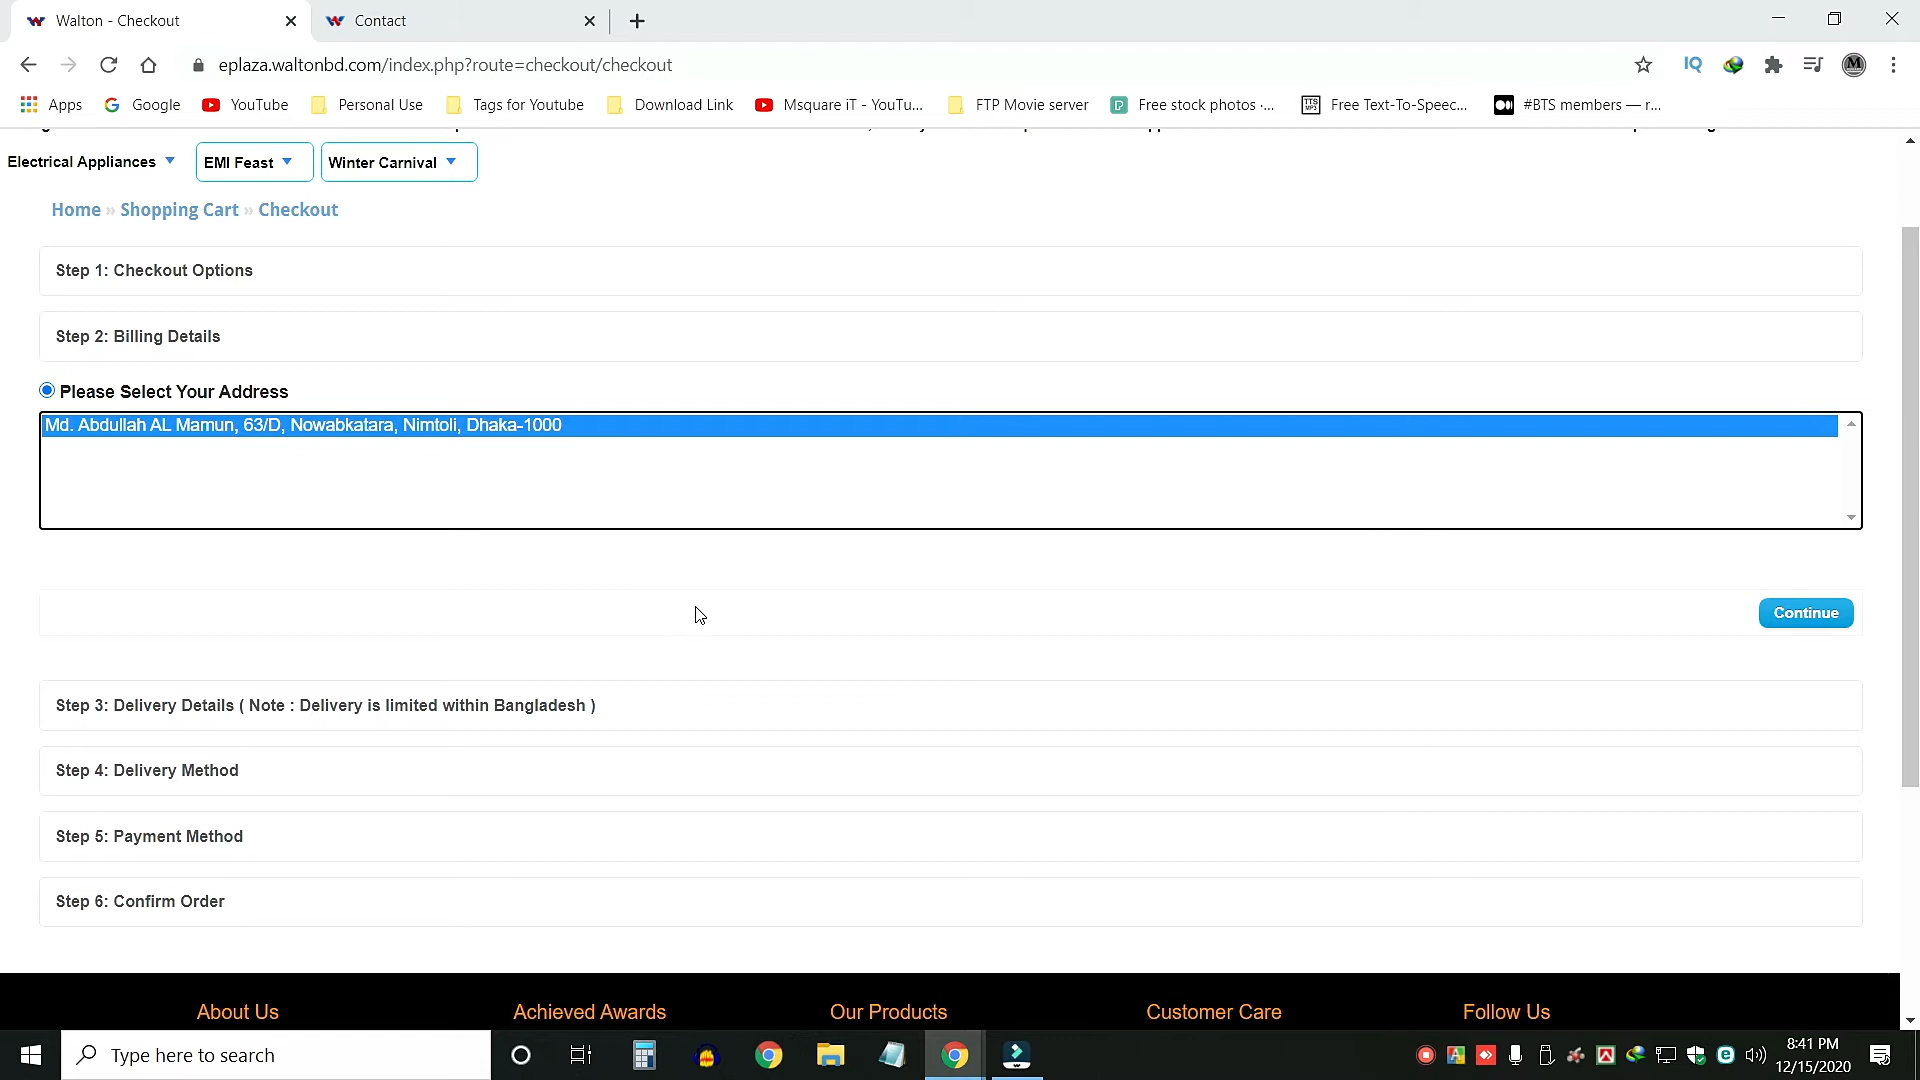 Walton - Checkout
Contact
eplaza.waltonbd.com/index.php?route=checkout/checkout
IQ
M
Apps
Google
YouTube
Personal Use
Tags for Youtube
Download Link
Msquare iT - YouTu...
FTP Movie server
Free stock photos ·...
Free Text-To-Speec...
#BTS members — r...
Electrical Appliances
EMI Feast
Winter Carnival
Home » Shopping Cart » Checkout
Step 1: Checkout Options
Step 2: Billing Details
Please Select Your Address
Md. Abdullah AL Mamun, 63/D, Nowabkatara, Nimtoli, Dhaka-1000
Continue
Step 3: Delivery Details ( Note : Delivery is limited within Bangladesh )
Step 4: Delivery Method
Step 5: Payment Method
Step 6: Confirm Order
About Us
Achieved Awards
Our Products
Customer Care
Follow Us
Type here to search
8:41 PM
12/15/2020